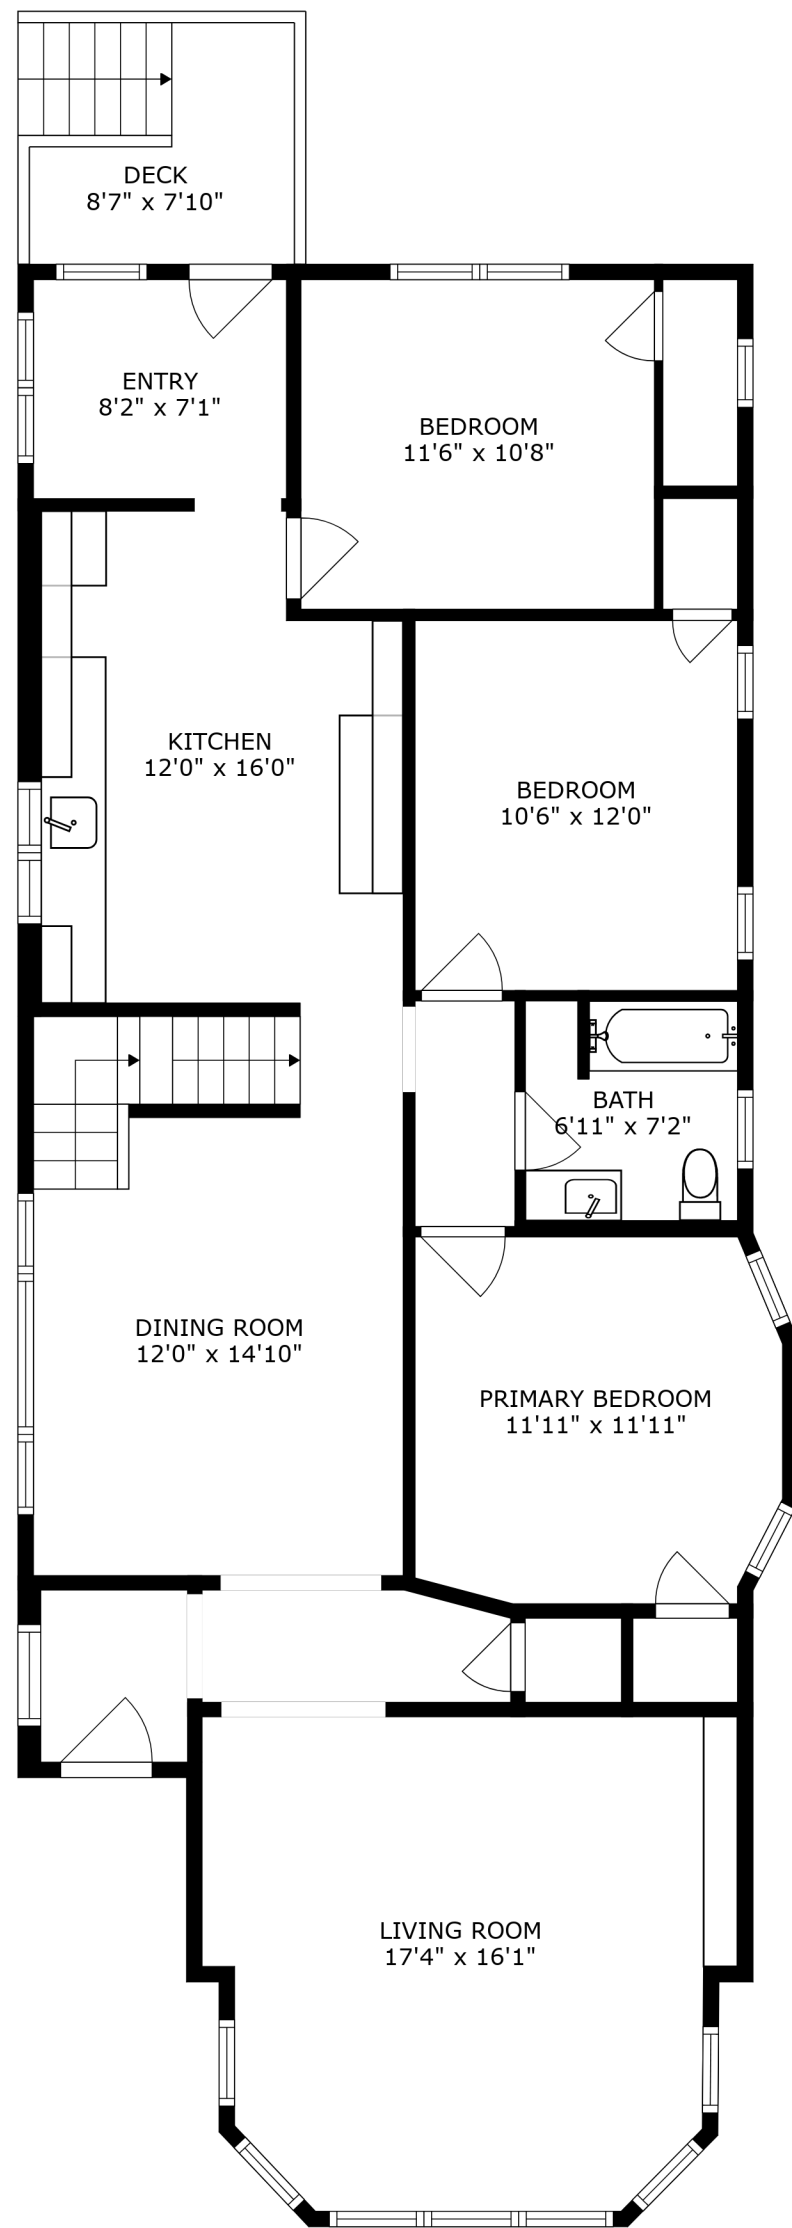 DECK
8'7" x 7'10"
ENTRY
8'2" x 7'1"
BEDROOM
11'6" x 10'8"
KITCHEN
12'0" x 16'0"
BEDROOM
10'6" x 12'0"
BATH
6'11" x 7'2"
DINING ROOM
12'0" x 14'10"
PRIMARY BEDROOM
11'11" x 11'11"
LIVING ROOM
17'4" x 16'1"